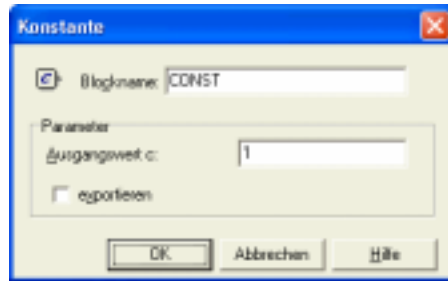 Konstante
c Blockname: CONST
Parameter
Ausgangswert c: 1
exportieren
OK Abbrechen Hilfe